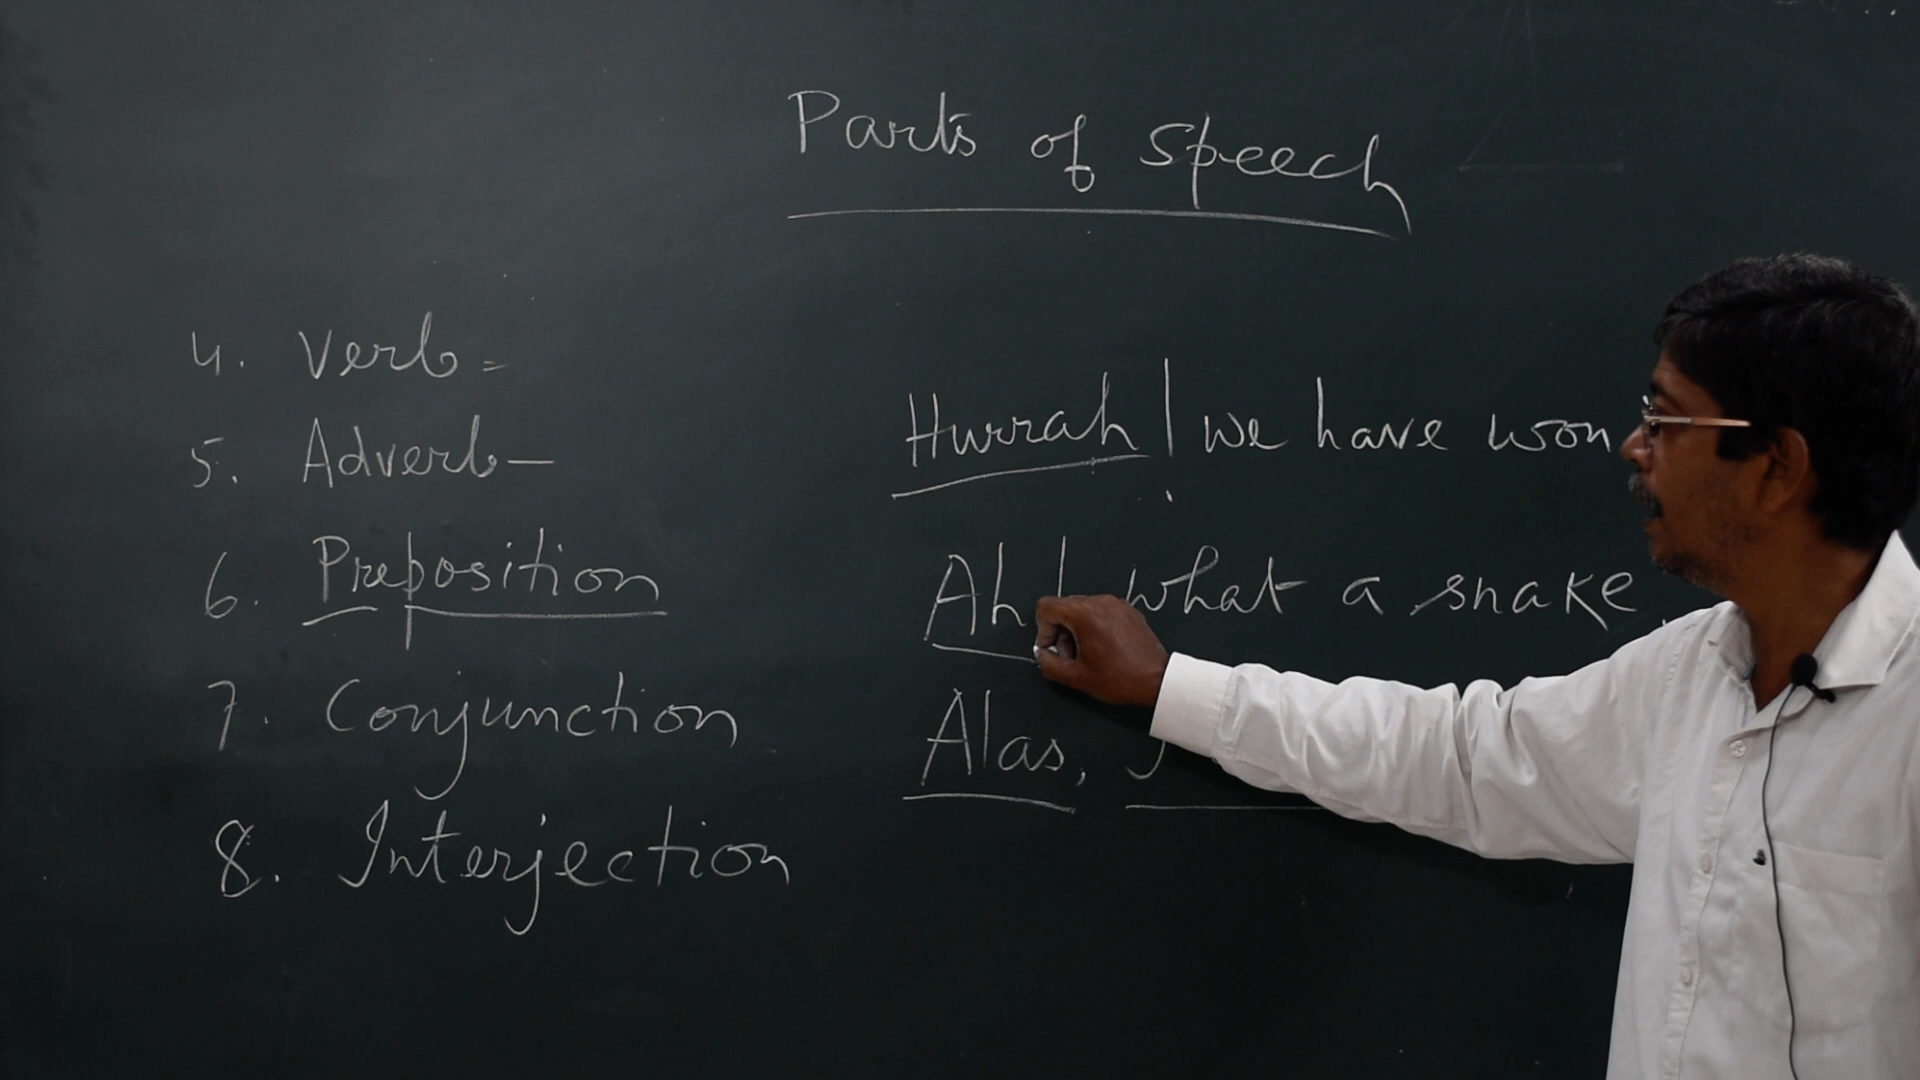 Parts of speech
4. Verb =
5. Adverb —
6. Preposition
7. Conjunction
8. Interjection
Hurrah! we have won
Ah! what a snake.
Alas,